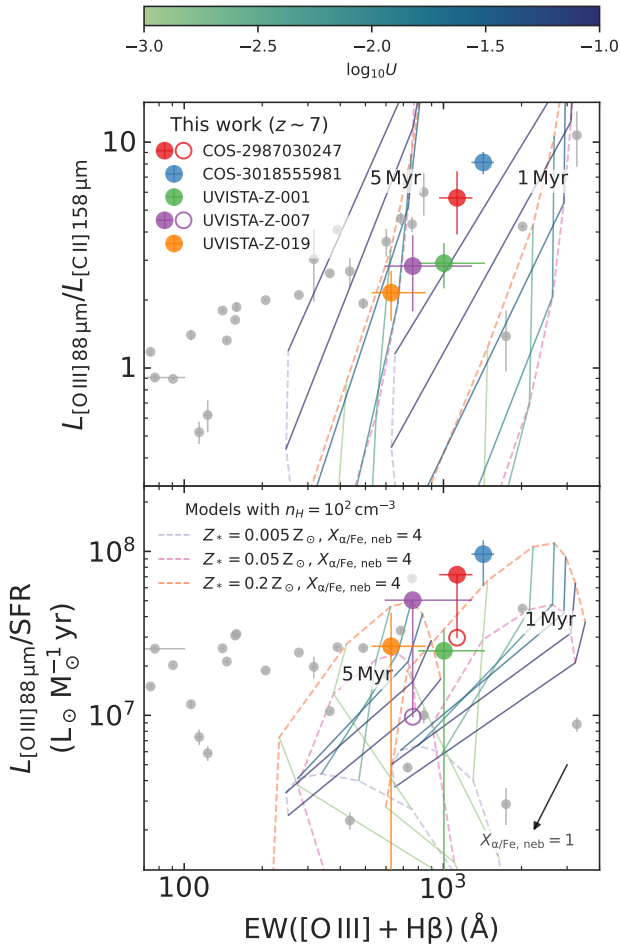 −3.0 −2.5 −2.0 −1.5 −1.0
log₁₀U
This work (z ~ 7)
COS-2987030247
COS-3018555981
UVISTA-Z-001
UVISTA-Z-007
UVISTA-Z-019
5 Myr
1 Myr
10
1
L[O III] 88 μm/L[C II] 158 μm
Models with n_H = 10² cm⁻³
Z* = 0.005 Z⊙, Xα/Fe, neb = 4
Z* = 0.05 Z⊙, Xα/Fe, neb = 4
Z* = 0.2 Z⊙, Xα/Fe, neb = 4
10⁸
10⁷
L[O III] 88 μm/SFR
(L⊙ M⊙⁻¹ yr)
1 Myr
5 Myr
Xα/Fe, neb = 1
100 10³
EW([O III] + Hβ) (Å)